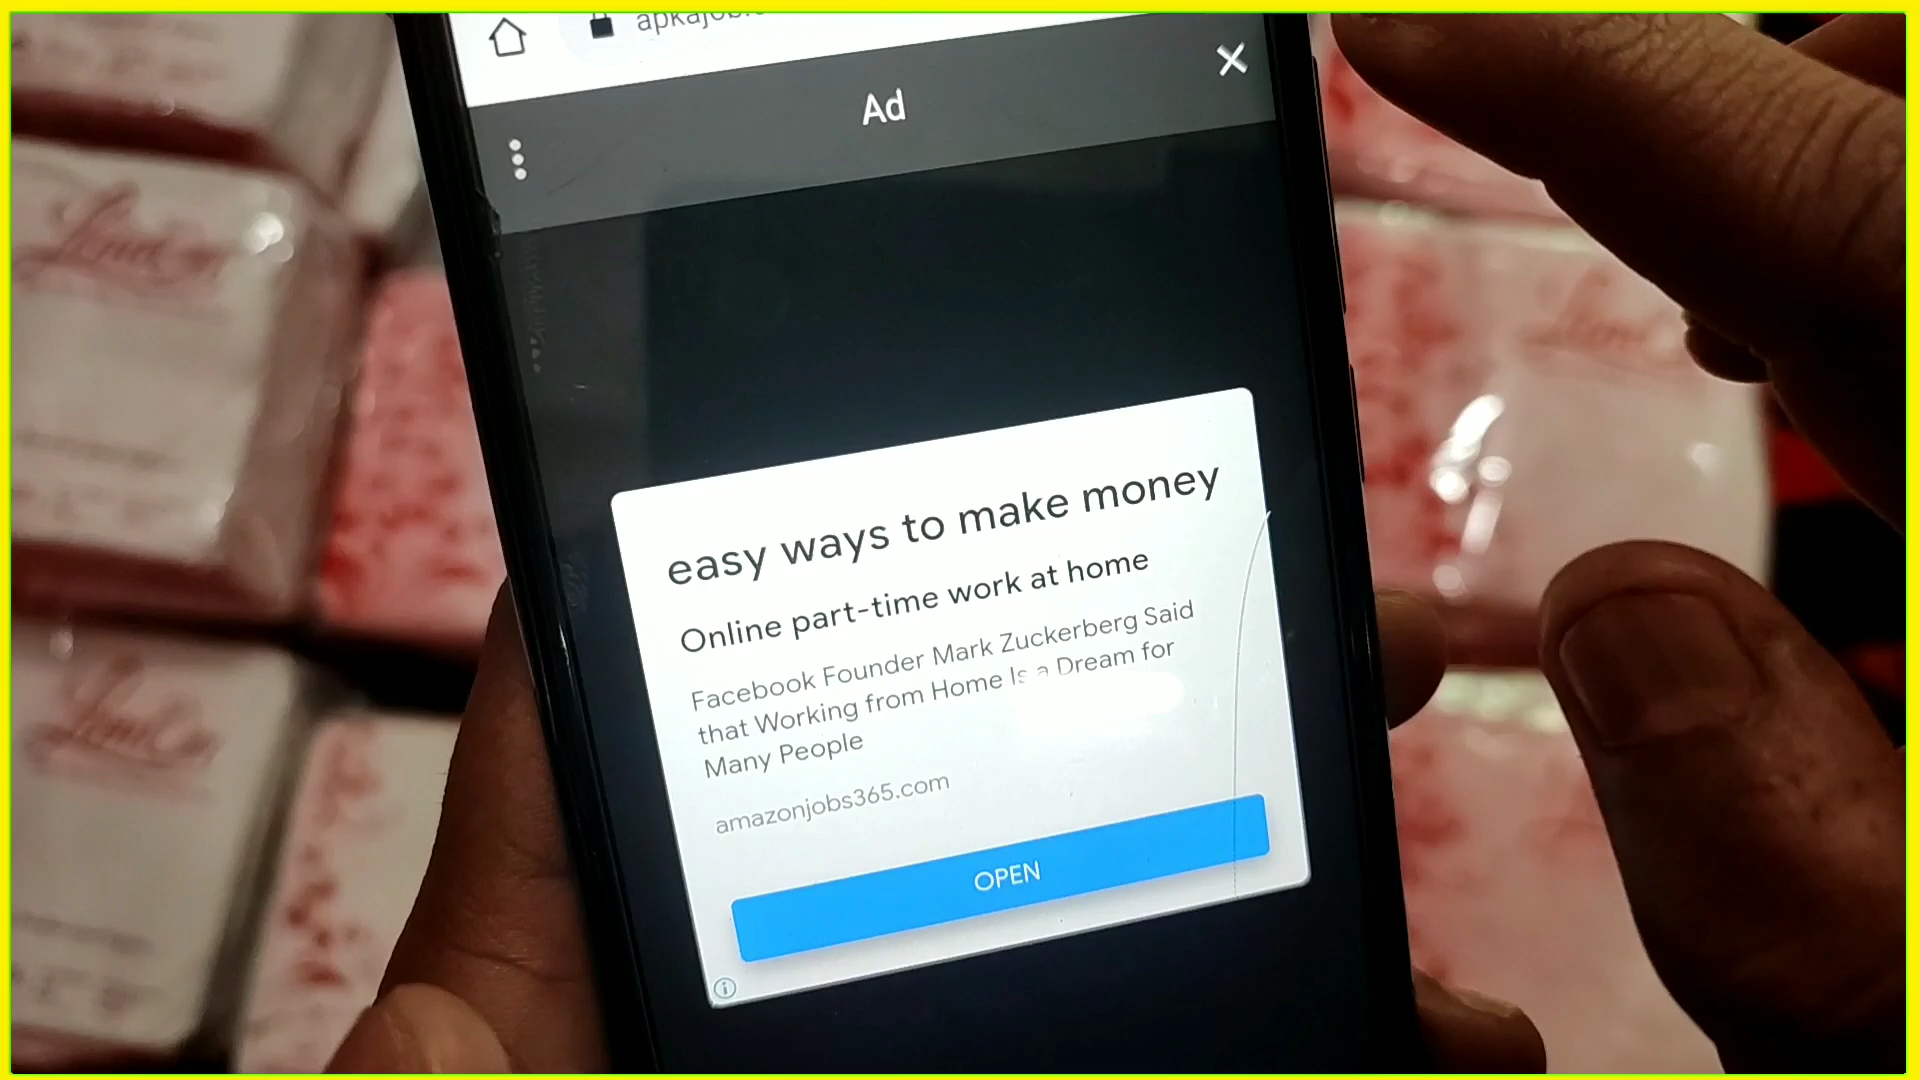 Ad
easy ways to make money
Online part-time work at home
Facebook Founder Mark Zuckerberg Said
that Working from Home Is a Dream for
Many People
amazonjobs365.com
OPEN